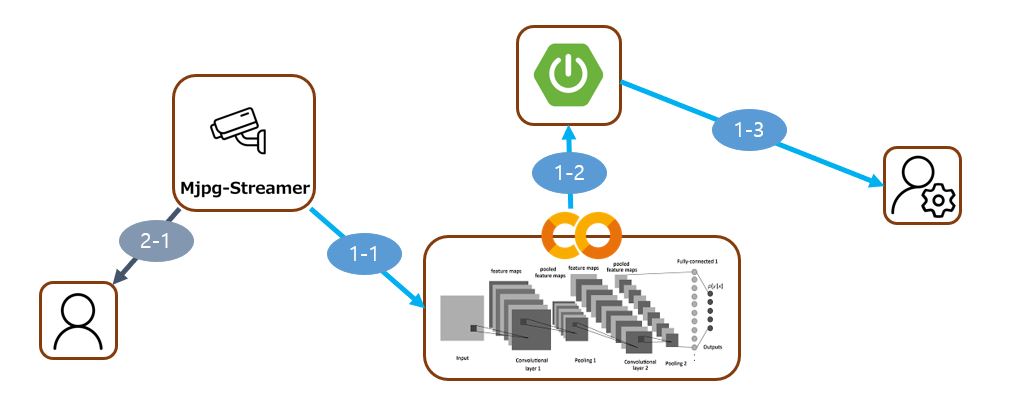 Mjpg-Streamer
2-1
1-1
1-2
1-3
feature maps
pooled
feature maps
feature maps
pooled
feature maps
Fully-connected 1
p(y|x)
Input
Convolutional
layer 1
Pooling 1
Convolutional
layer 2
Pooling 2
Outputs